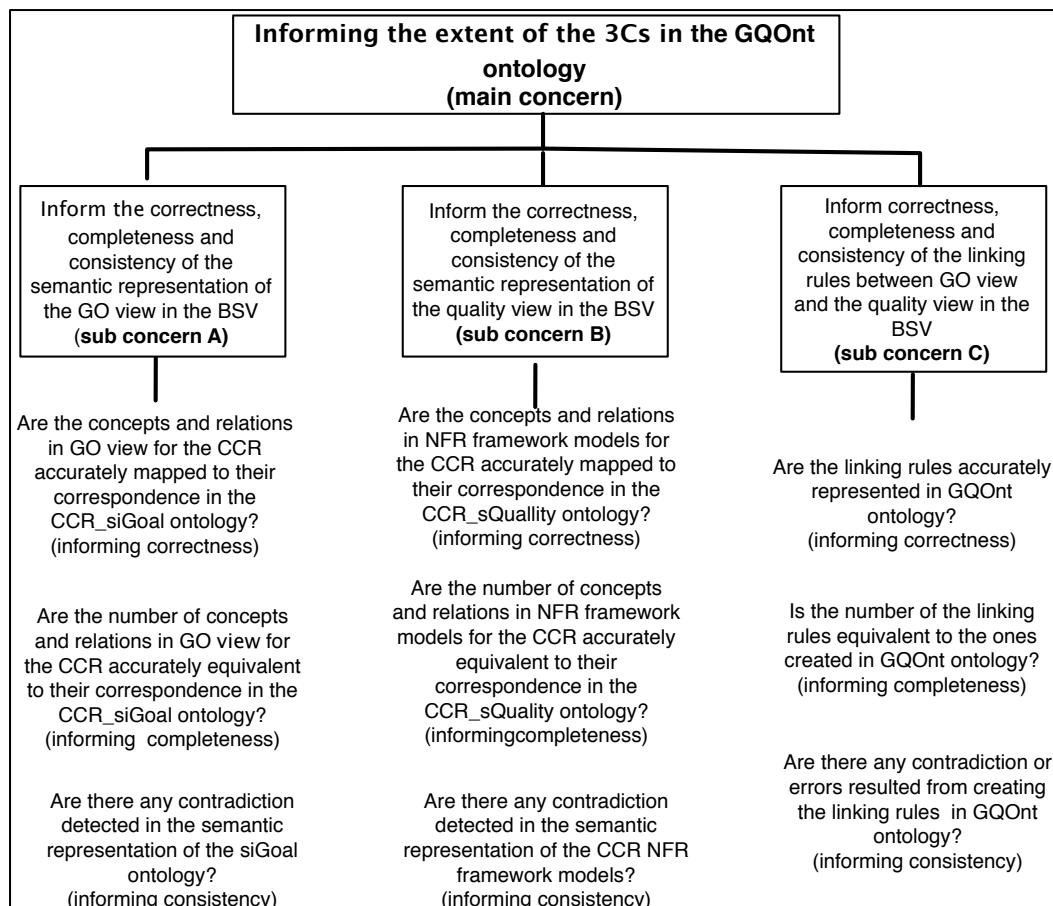 Informing the extent of the 3Cs in the GQOnt
ontology
(main concern)
Inform the correctness,
completeness and
consistency of the
semantic representation of
the GO view in the BSV
(sub concern A)
Inform the correctness,
completeness and
consistency of the
semantic representation of
the quality view in the BSV
(sub concern B)
Inform correctness,
completeness and
consistency of the linking
rules between GO view
and the quality view in the
BSV
(sub concern C)
Are the concepts and relations
in GO view for the CCR
accurately mapped to their
correspondence in the
CCR_siGoal ontology?
(informing correctness)
Are the number of concepts
and relations in GO view for
the CCR accurately equivalent
to their correspondence in the
CCR_siGoal ontology?
(informing completeness)
Are there any contradiction
detected in the semantic
representation of the siGoal
ontology?
(informing consistency)
Are the concepts and relations
in NFR framework models for
the CCR accurately mapped to
their correspondence in the
CCR_sQuallity ontology?
(informing correctness)
Are the number of concepts
and relations in NFR framework
models for the CCR accurately
equivalent to their
correspondence in the
CCR_sQuality ontology?
(informingcompleteness)
Are there any contradiction
detected in the semantic
representation of the CCR NFR
framework models?
(informing consistency)
Are the linking rules accurately
represented in GQOnt
ontology?
(informing correctness)
Is the number of the linking
rules equivalent to the ones
created in GQOnt ontology?
(informing completeness)
Are there any contradiction or
errors resulted from creating
the linking rules in GQOnt
ontology?
(informing consistency)